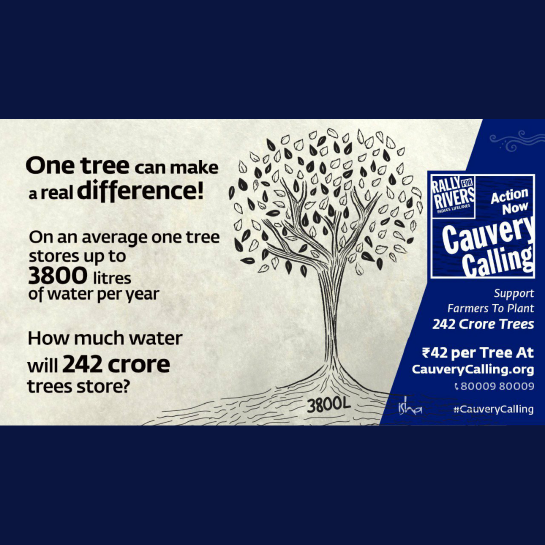 One tree can make
a real difference!
On an average one tree
stores up to
3800 litres
of water per year
How much water
will 242 crore
trees store?
3800L
RALLY FOR
RIVERS
Action
Now
Cauvery
Calling
Support
Farmers To Plant
242 Crore Trees
₹42 per Tree At
CauveryCalling.org
80009 80009
isha
#CauveryCalling